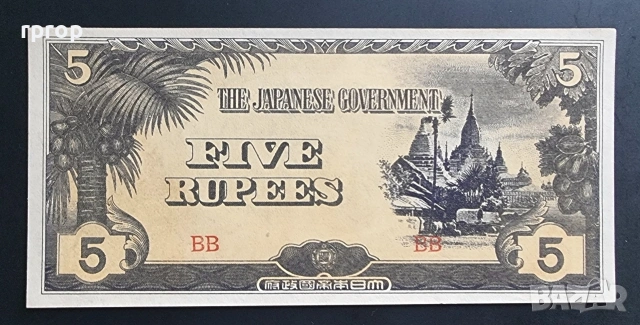 rprop
5 5
THE JAPANESE GOVERNMENT
FIVE
RUPEES
BB BB
5 5
府政國帝本日大
BAZAR